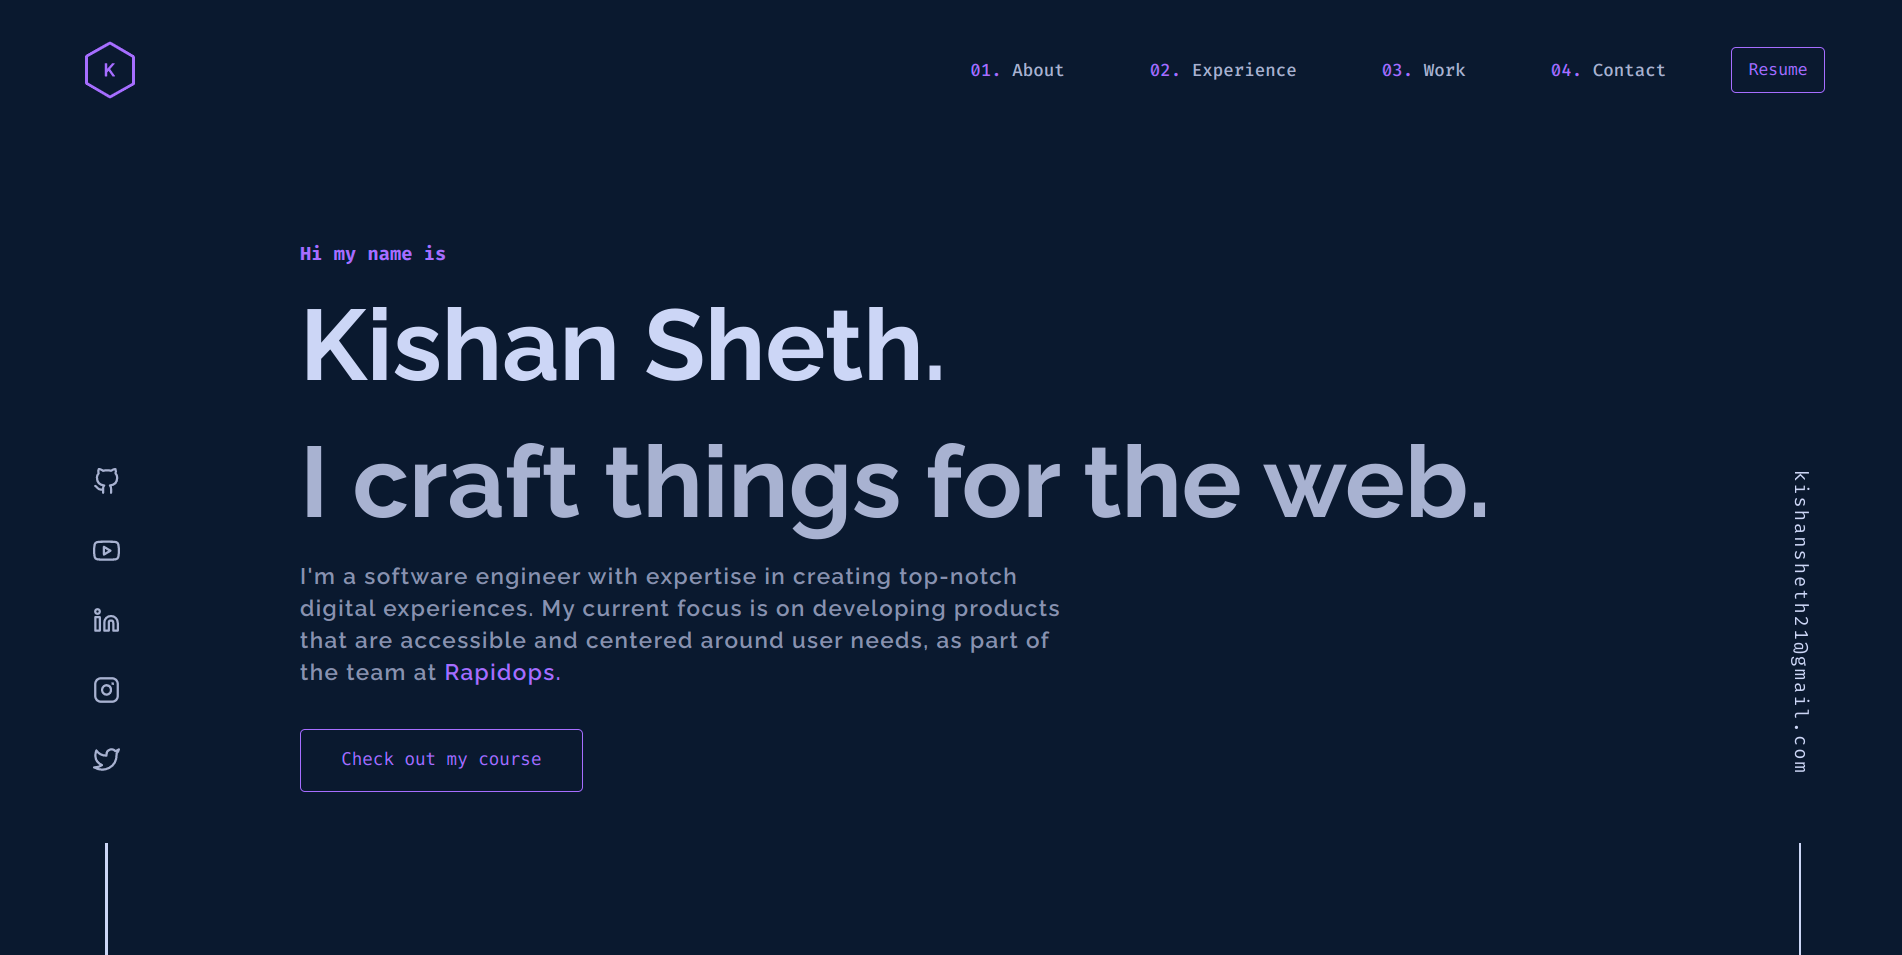 K
01. About
02. Experience
03. Work
04. Contact
Resume
Hi my name is
Kishan Sheth.
I craft things for the web.
I'm a software engineer with expertise in creating top-notch
digital experiences. My current focus is on developing products
that are accessible and centered around user needs, as part of
the team at Rapidops.
Check out my course
in
kishansheth21@gmail.com